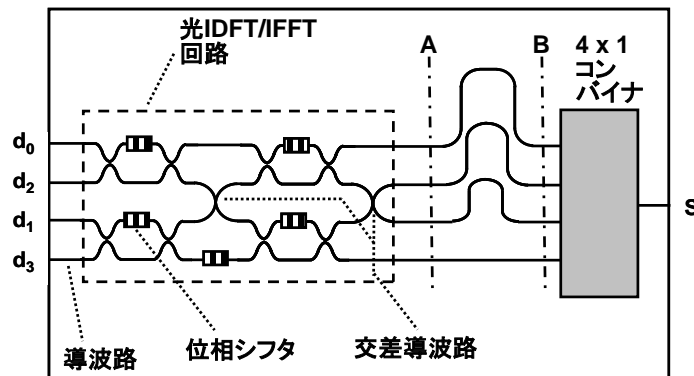 光IDFT/IFFT
回路
A
B
4 x 1
コン
バイナ
d0
d2
d1
d3
S
導波路
位相シフタ
交差導波路